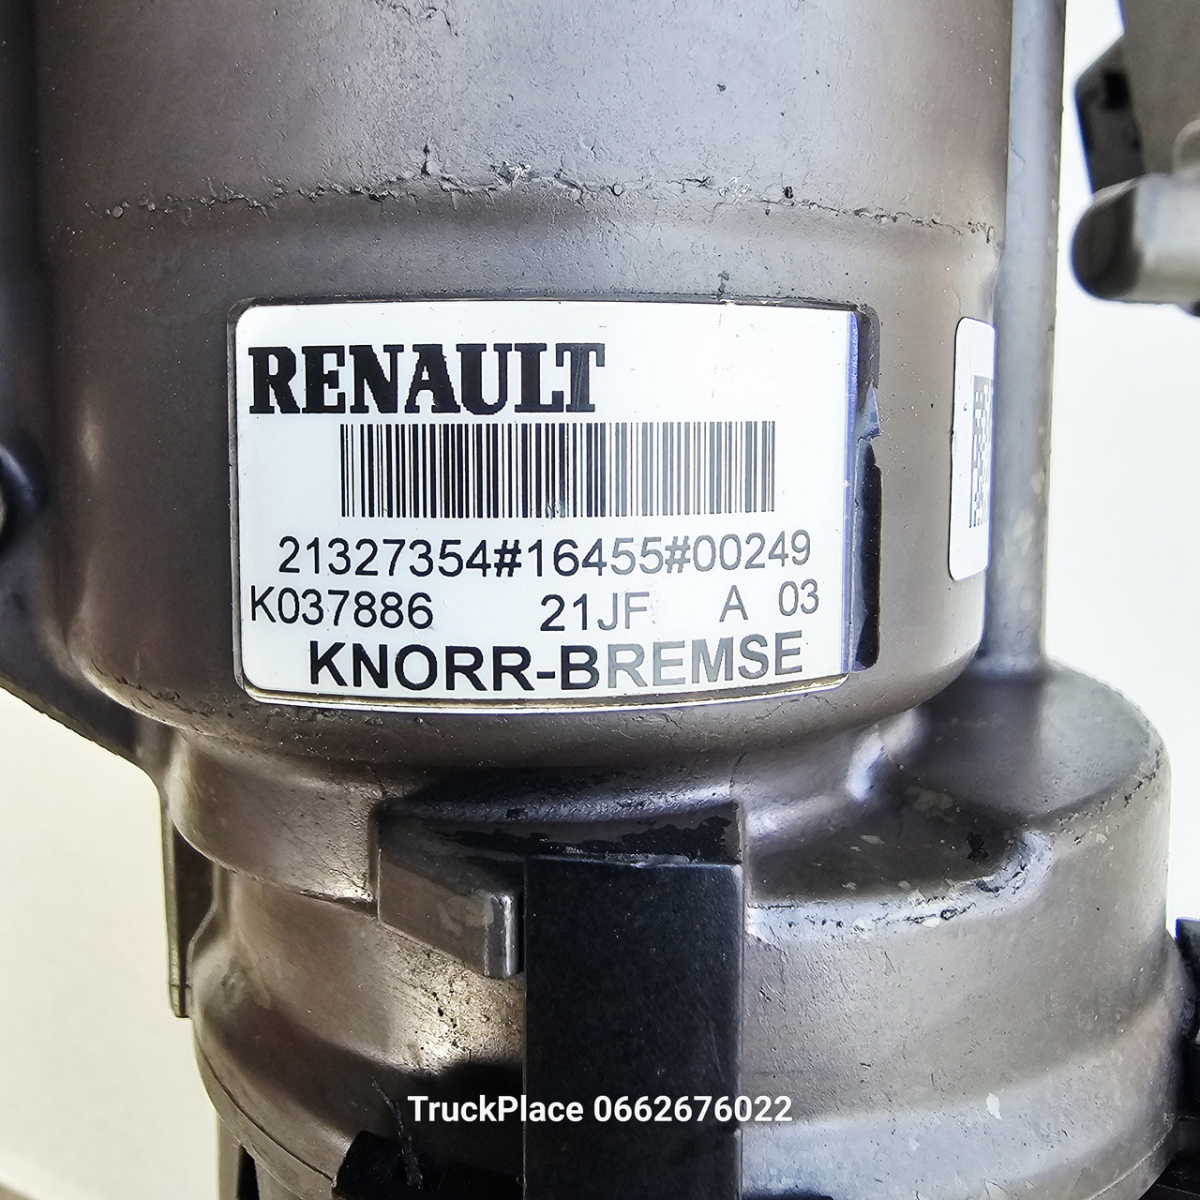 RENAULT
21327354#16455#00249
K037886 21JF A 03
KNORR-BREMSE
TruckPlace 0662676022